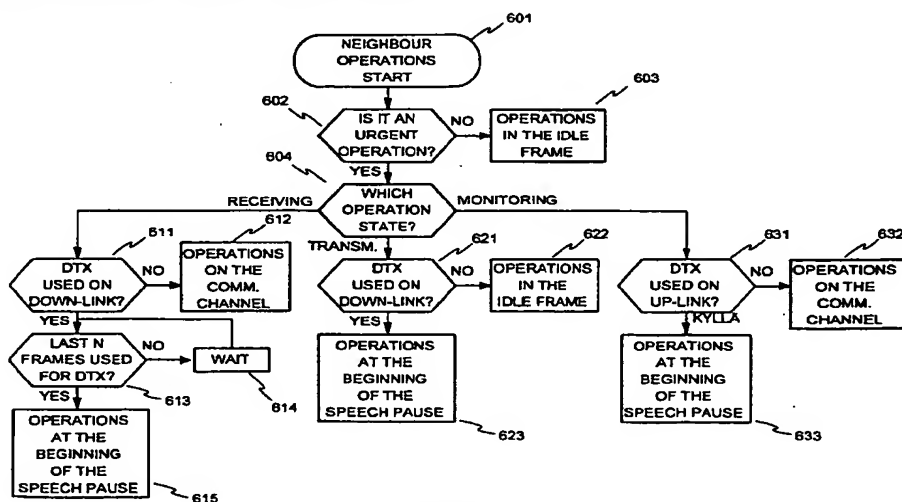 601
NEIGHBOUR
OPERATIONS
START
602
IS IT AN
URGENT
OPERATION?
NO
603
OPERATIONS
IN THE IDLE
FRAME
YES
604
WHICH
OPERATION
STATE?
RECEIVING
TRANSM.
MONITORING
611
DTX
USED ON
DOWN-LINK?
NO
612
OPERATIONS
ON THE
COMM.
CHANNEL
YES
LAST N
FRAMES USED
FOR DTX?
613
NO
WAIT
614
YES
OPERATIONS
AT THE
BEGINNING
OF THE
SPEECH PAUSE
615
621
DTX
USED ON
DOWN-LINK?
NO
622
OPERATIONS
IN THE
IDLE FRAME
YES
OPERATIONS
AT THE
BEGINNING
OF THE
SPEECH PAUSE
623
631
DTX
USED ON
UP-LINK?
NO
632
OPERATIONS
ON THE
COMM.
CHANNEL
KYLLA
OPERATIONS
AT THE
BEGINNING
OF THE
SPEECH PAUSE
633